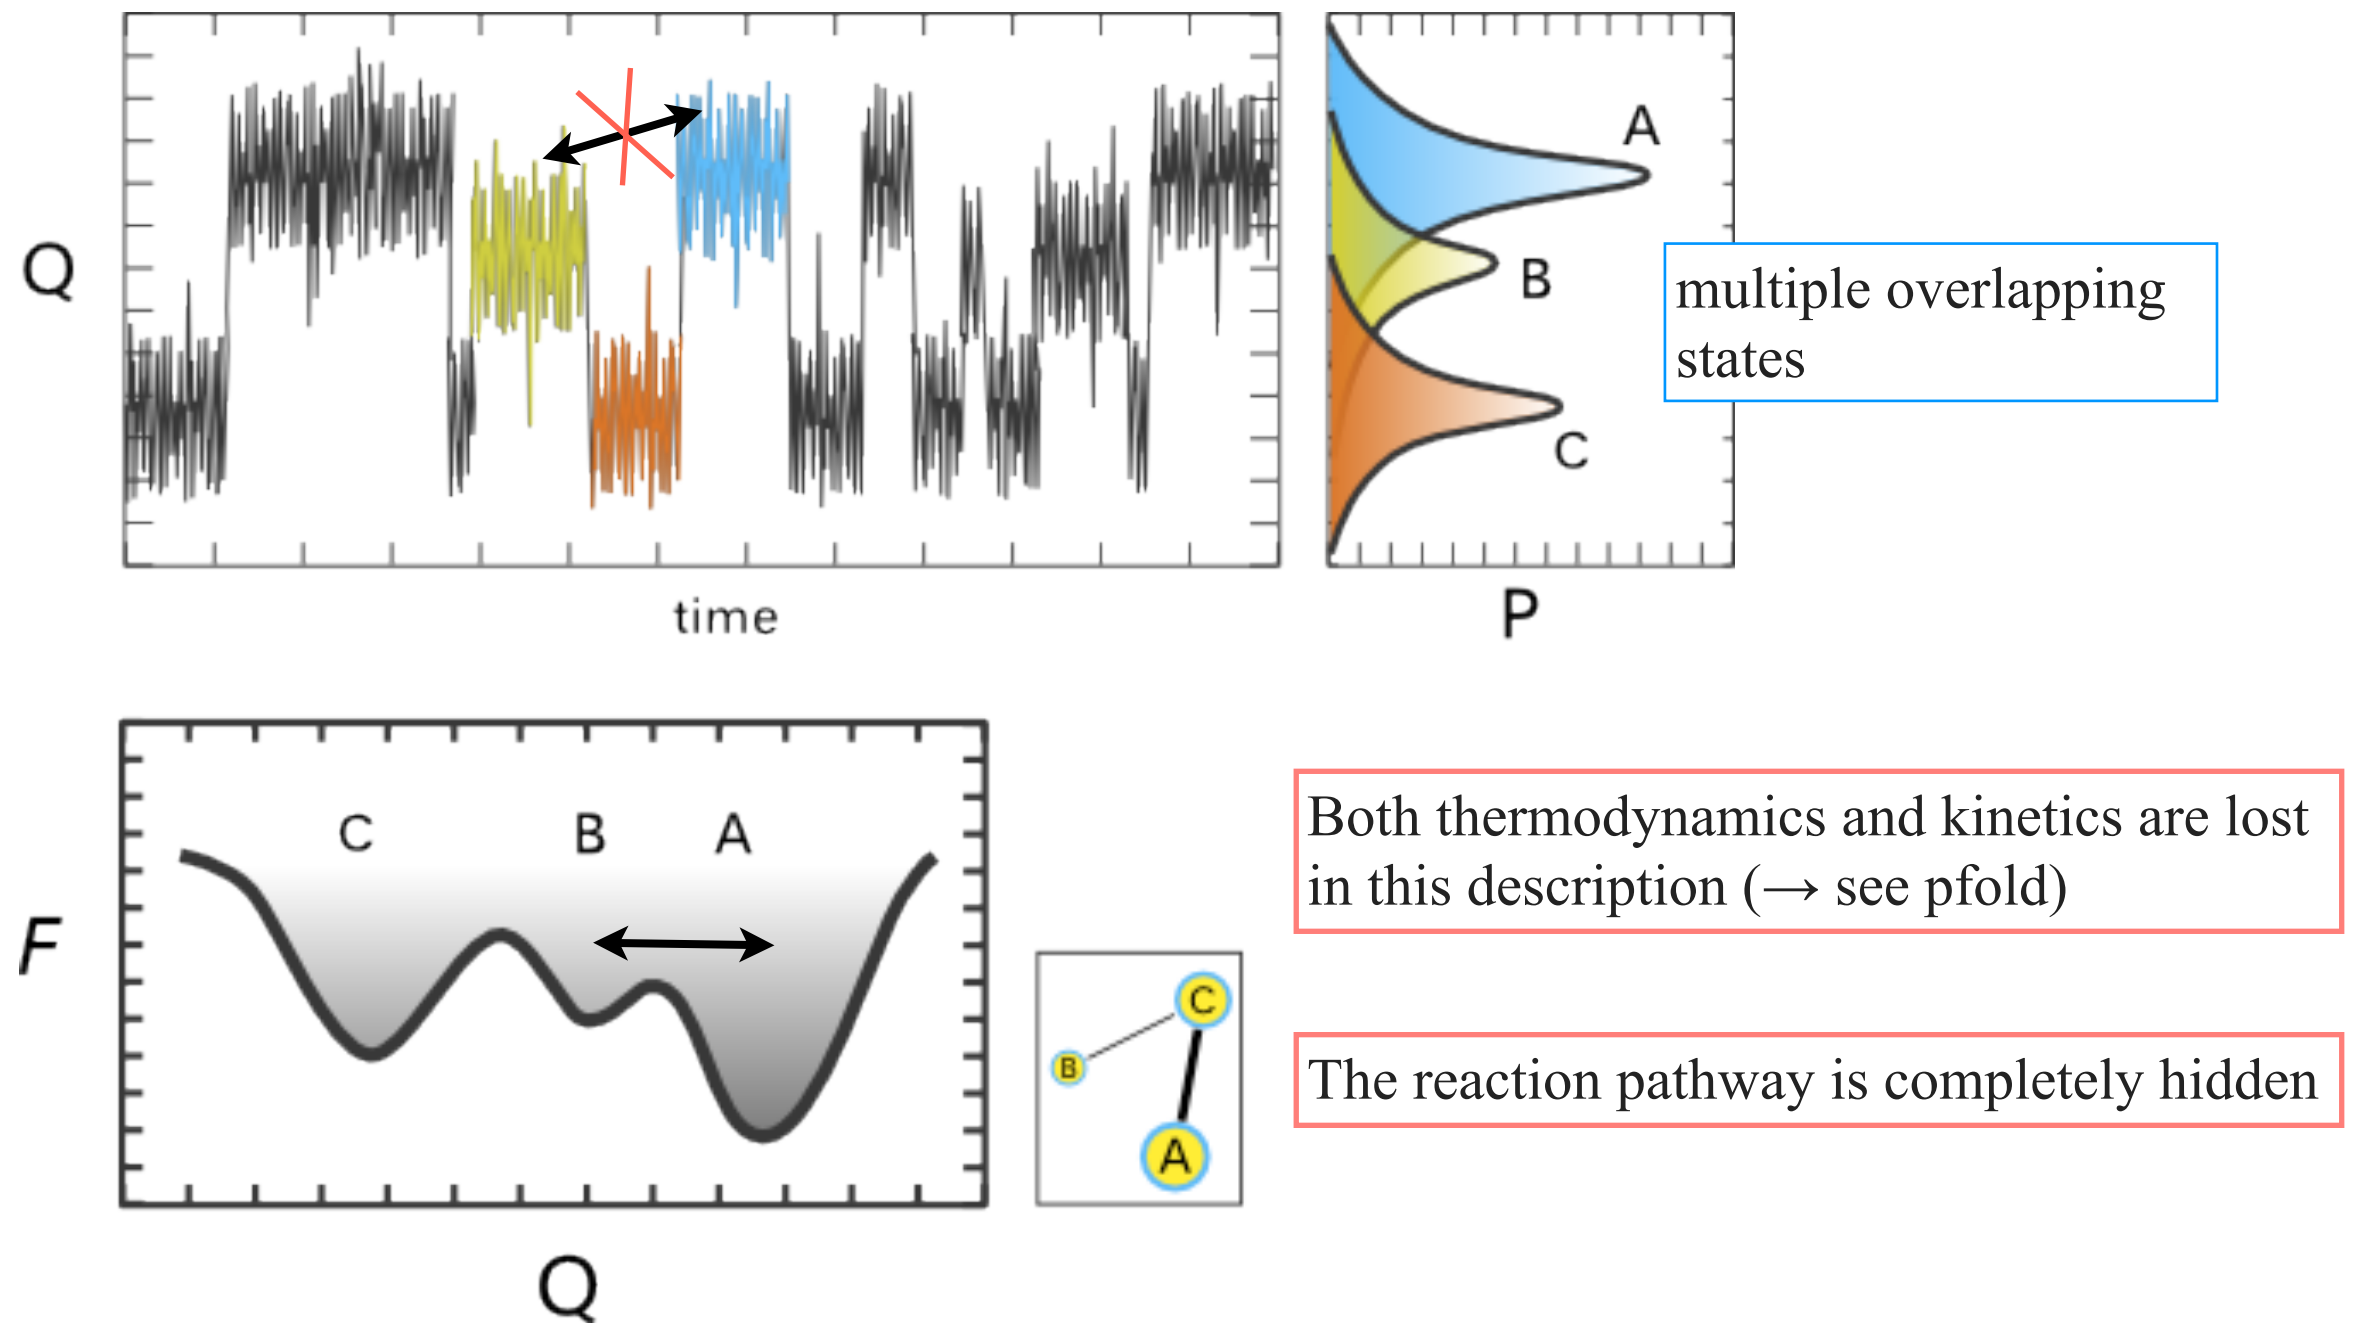 Q
time
A
B
C
P
multiple overlapping
states
F
C B A
Q
C
B
A
Both thermodynamics and kinetics are lost
in this description (→ see pfold)
The reaction pathway is completely hidden